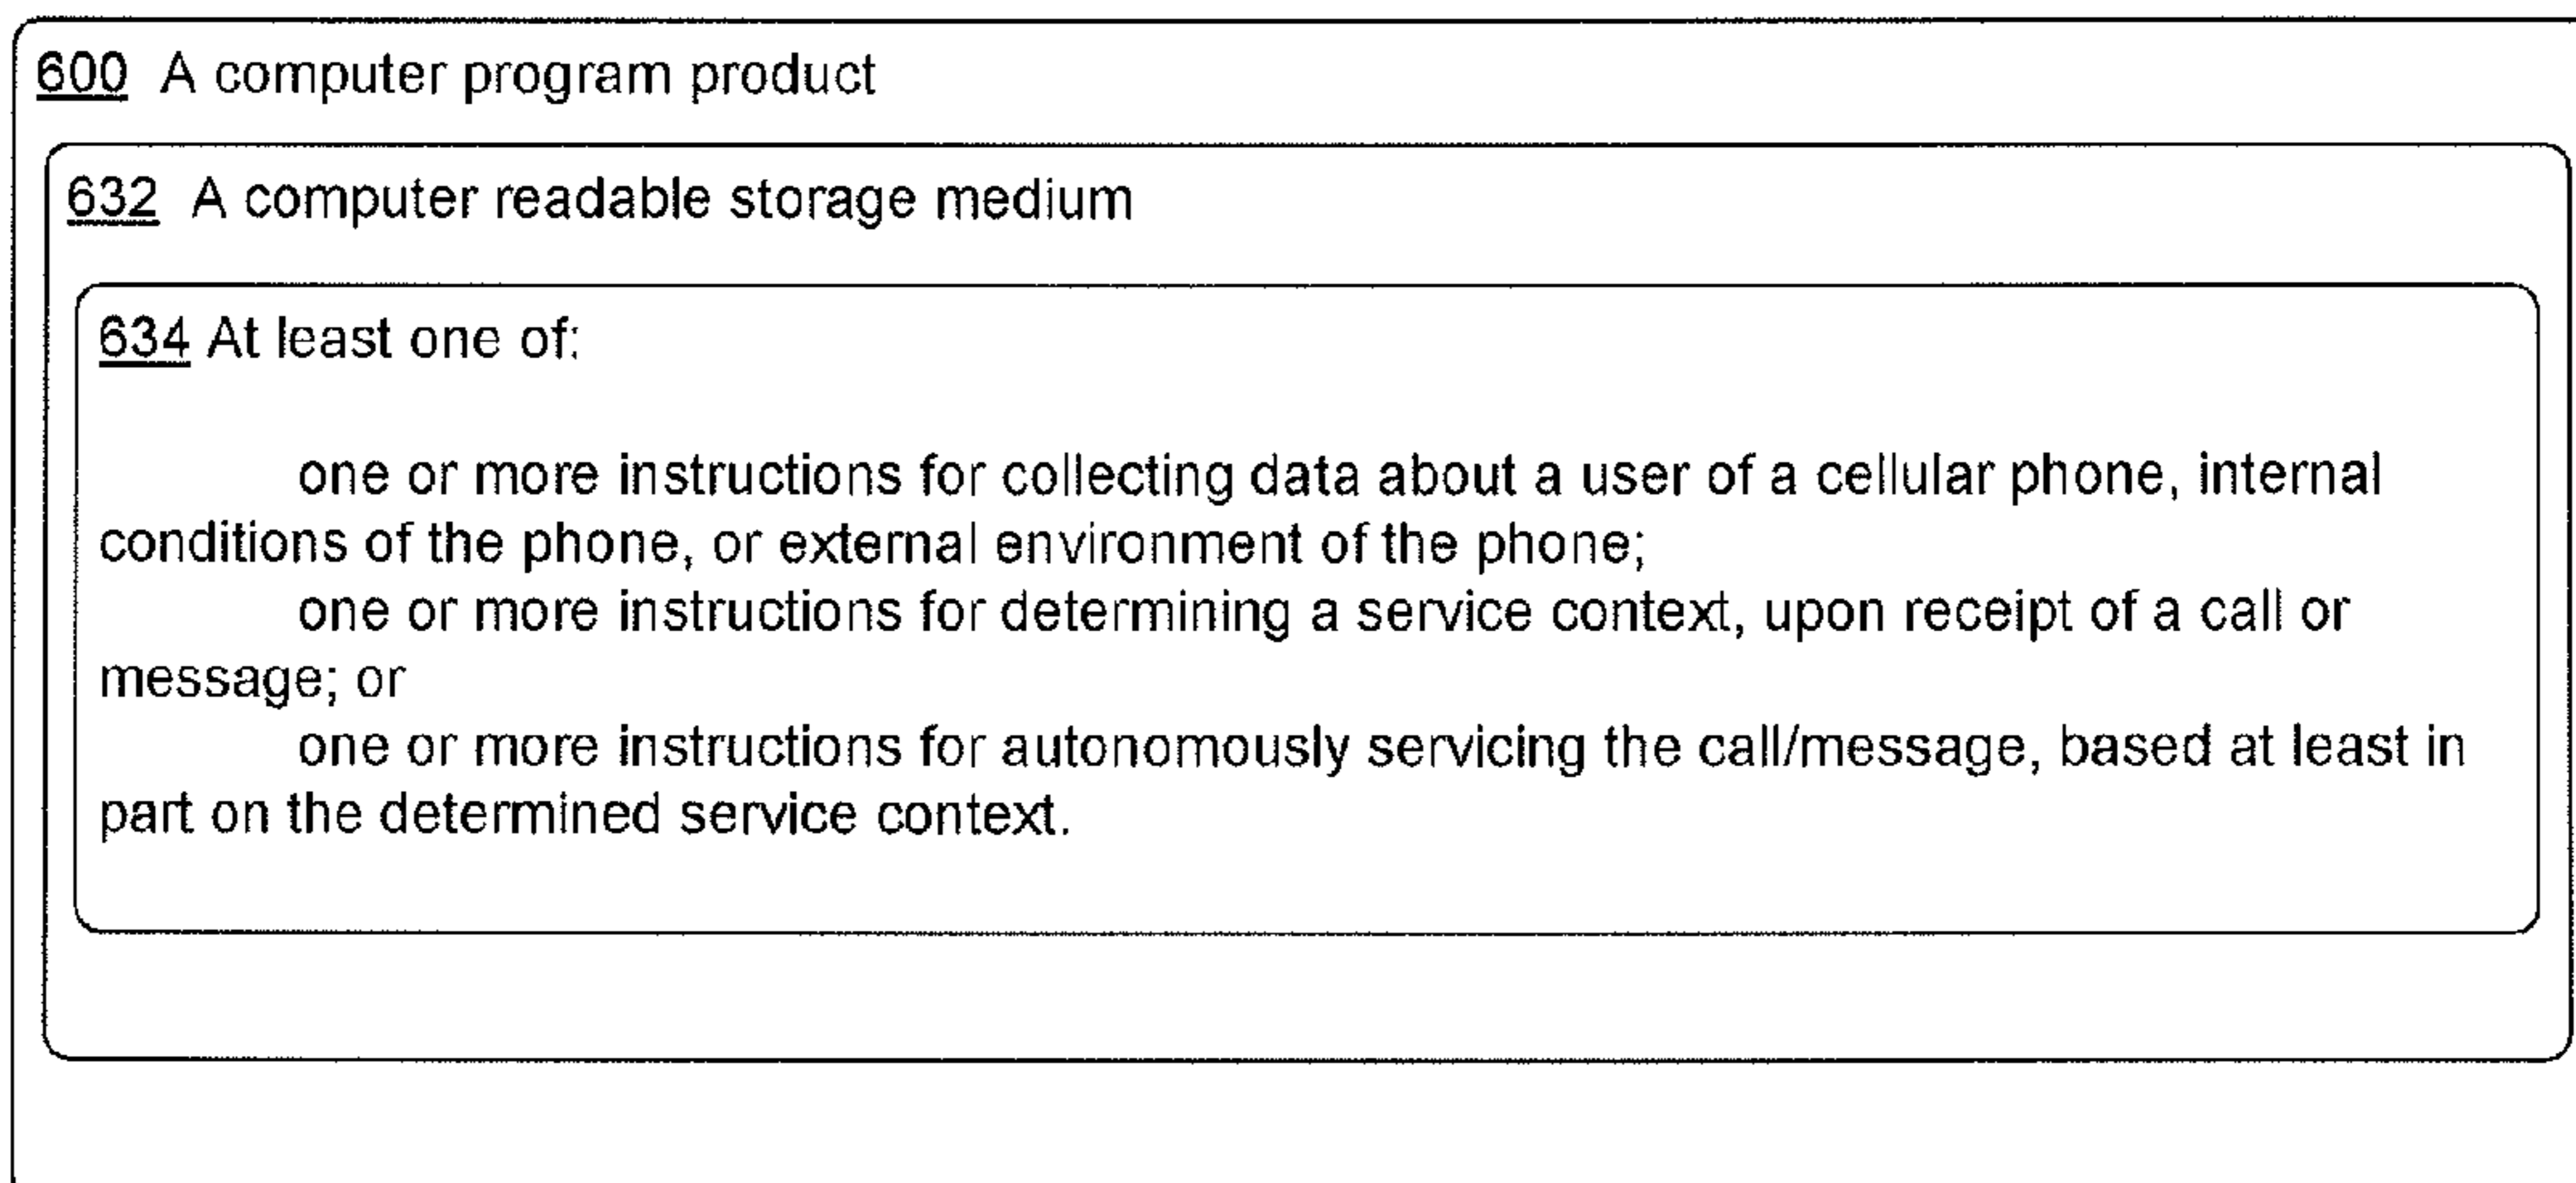 600 A computer program product
632 A computer readable storage medium
634 At least one of:
one or more instructions for collecting data about a user of a cellular phone, internal
conditions of the phone, or external environment of the phone;
one or more instructions for determining a service context, upon receipt of a call or
message; or
one or more instructions for autonomously servicing the call/message, based at least in
part on the determined service context.